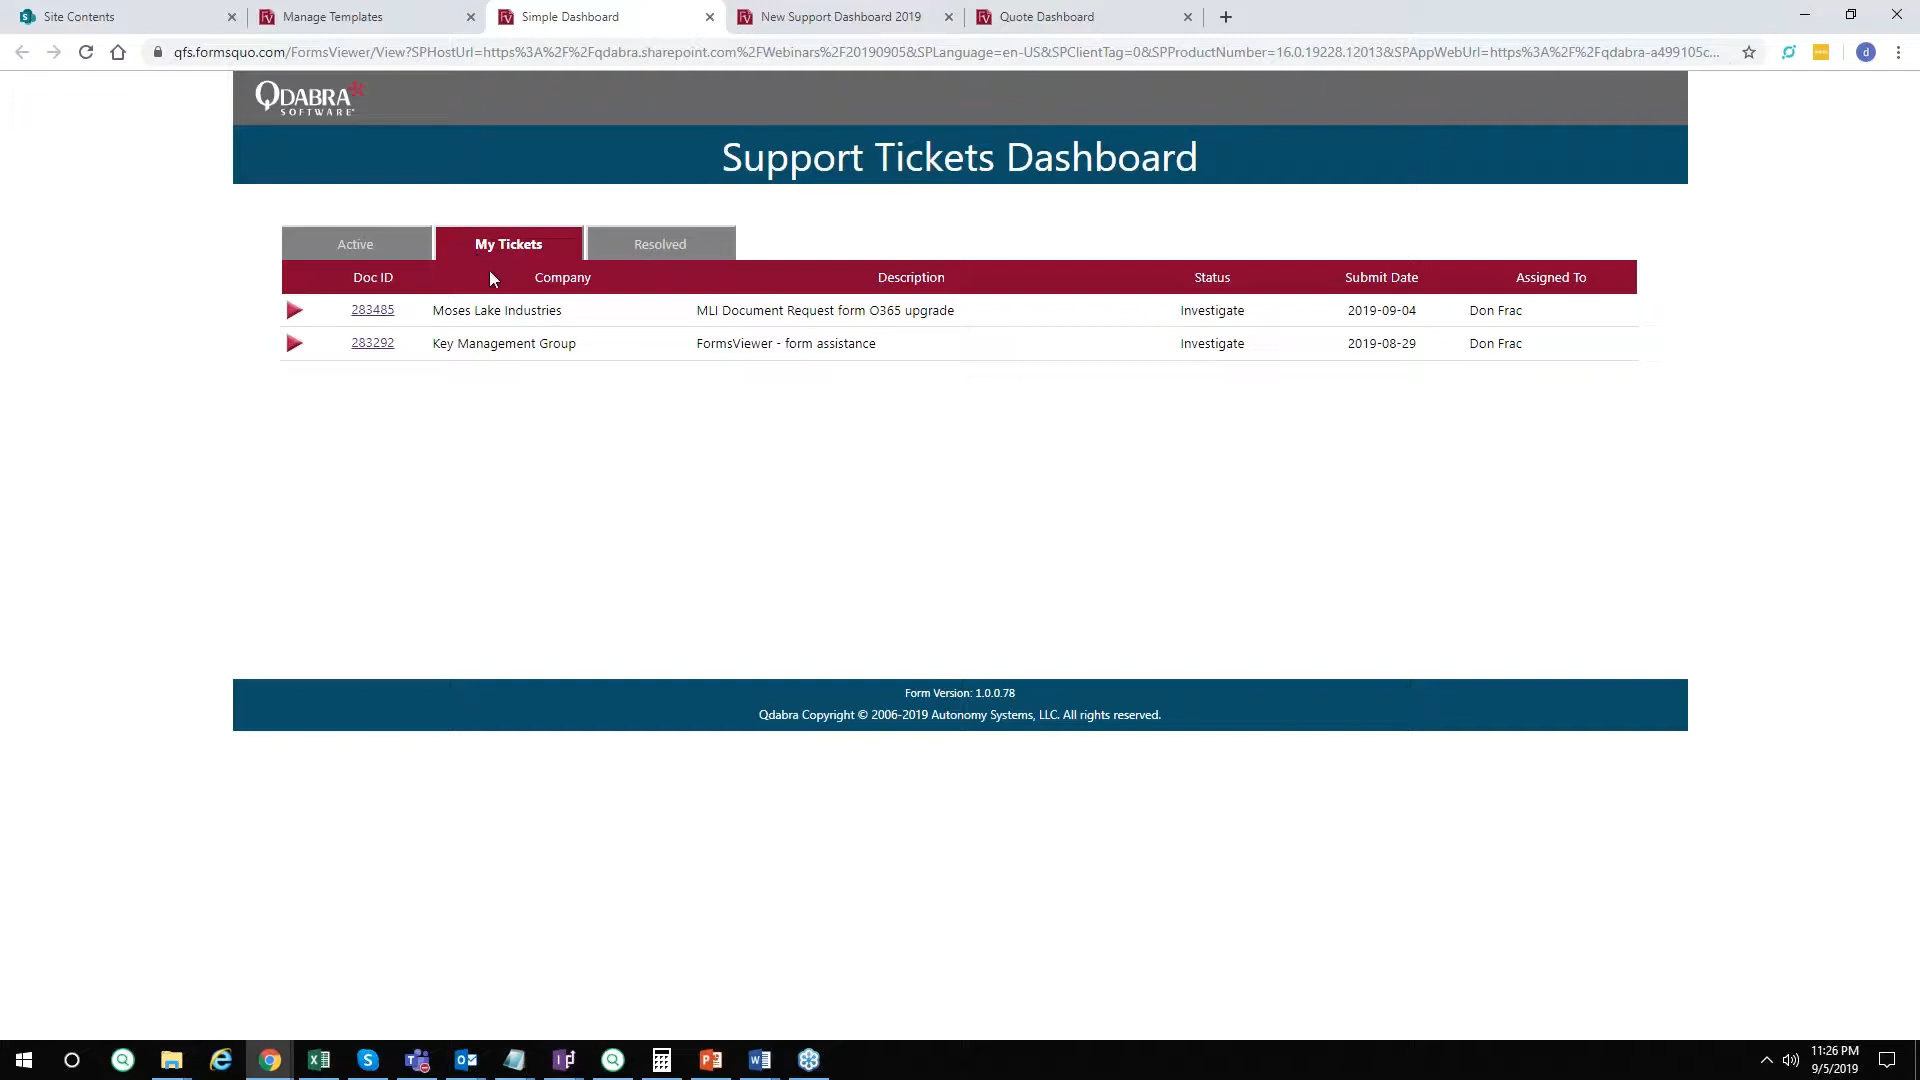 Site Contents
Manage Templates
Simple Dashboard
New Support Dashboard 2019
Quote Dashboard
qfs.formsquo.com/FormsViewer/View?SPHostUrl=https%3A%2F%2Fqdabra.sharepoint.com%2FWebinars%2F20190905&SPLanguage=en-US&SPClientTag=0&SPProductNumber=16.0.19228.12013&SPAppWebUrl=https%3A%2F%2Fqdabra-a499105c...
d
QDABRA
SOFTWARE
Support Tickets Dashboard
Active My Tickets Resolved
Doc ID Company Description Status Submit Date Assigned To
283485 Moses Lake Industries MLI Document Request form O365 upgrade Investigate 2019-09-04 Don Frac
283292 Key Management Group FormsViewer - form assistance Investigate 2019-08-29 Don Frac
Form Version: 1.0.0.78
Qdabra Copyright © 2006-2019 Autonomy Systems, LLC. All rights reserved.
11:26 PM
9/5/2019